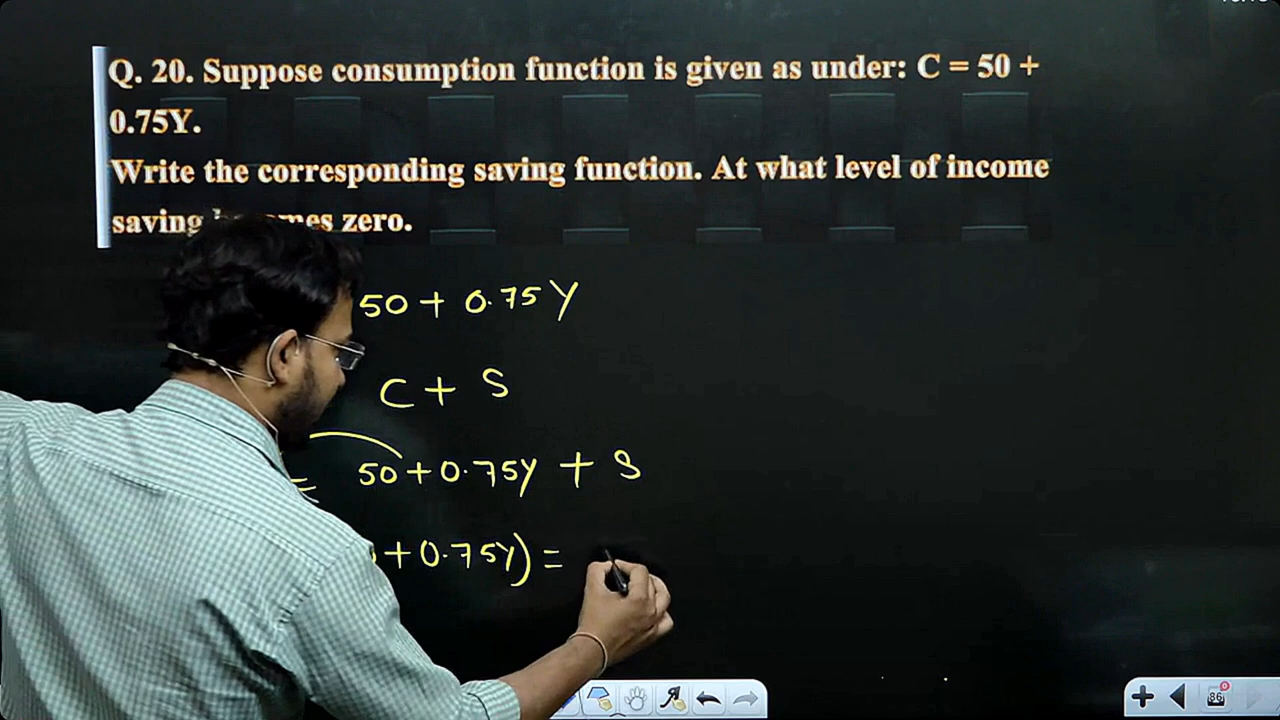 Q. 20. Suppose consumption function is given as under: C = 50 +
0.75Y.
Write the corresponding saving function. At what level of income
saving zero.
50 + 0.75Y
C + S
= 50 + 0.75Y + S
+ 0.75Y) =
86